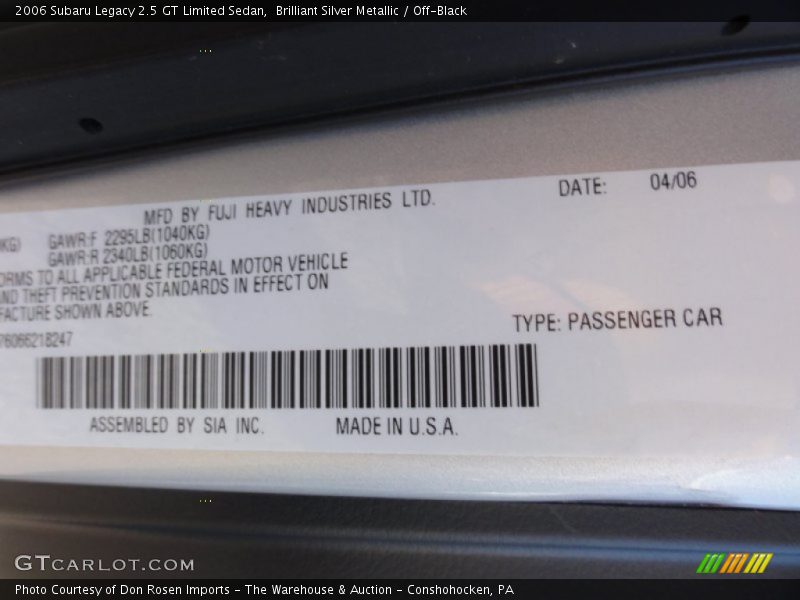 2006 Subaru Legacy 2.5 GT Limited Sedan,  Brilliant Silver Metallic / Off-Black
MFD BY FUJI HEAVY INDUSTRIES LTD.
DATE: 04/06
KG) GAWR:F 2295LB(1040KG)
GAWR:R 2340LB(1060KG)
ORMS TO ALL APPLICABLE FEDERAL MOTOR VEHICLE
ND THEFT PREVENTION STANDARDS IN EFFECT ON
FACTURE SHOWN ABOVE.
76066218247
TYPE: PASSENGER CAR
ASSEMBLED BY SIA INC. MADE IN U.S.A.
GTCARLOT.COM
Photo Courtesy of Don Rosen Imports - The Warehouse & Auction - Conshohocken, PA